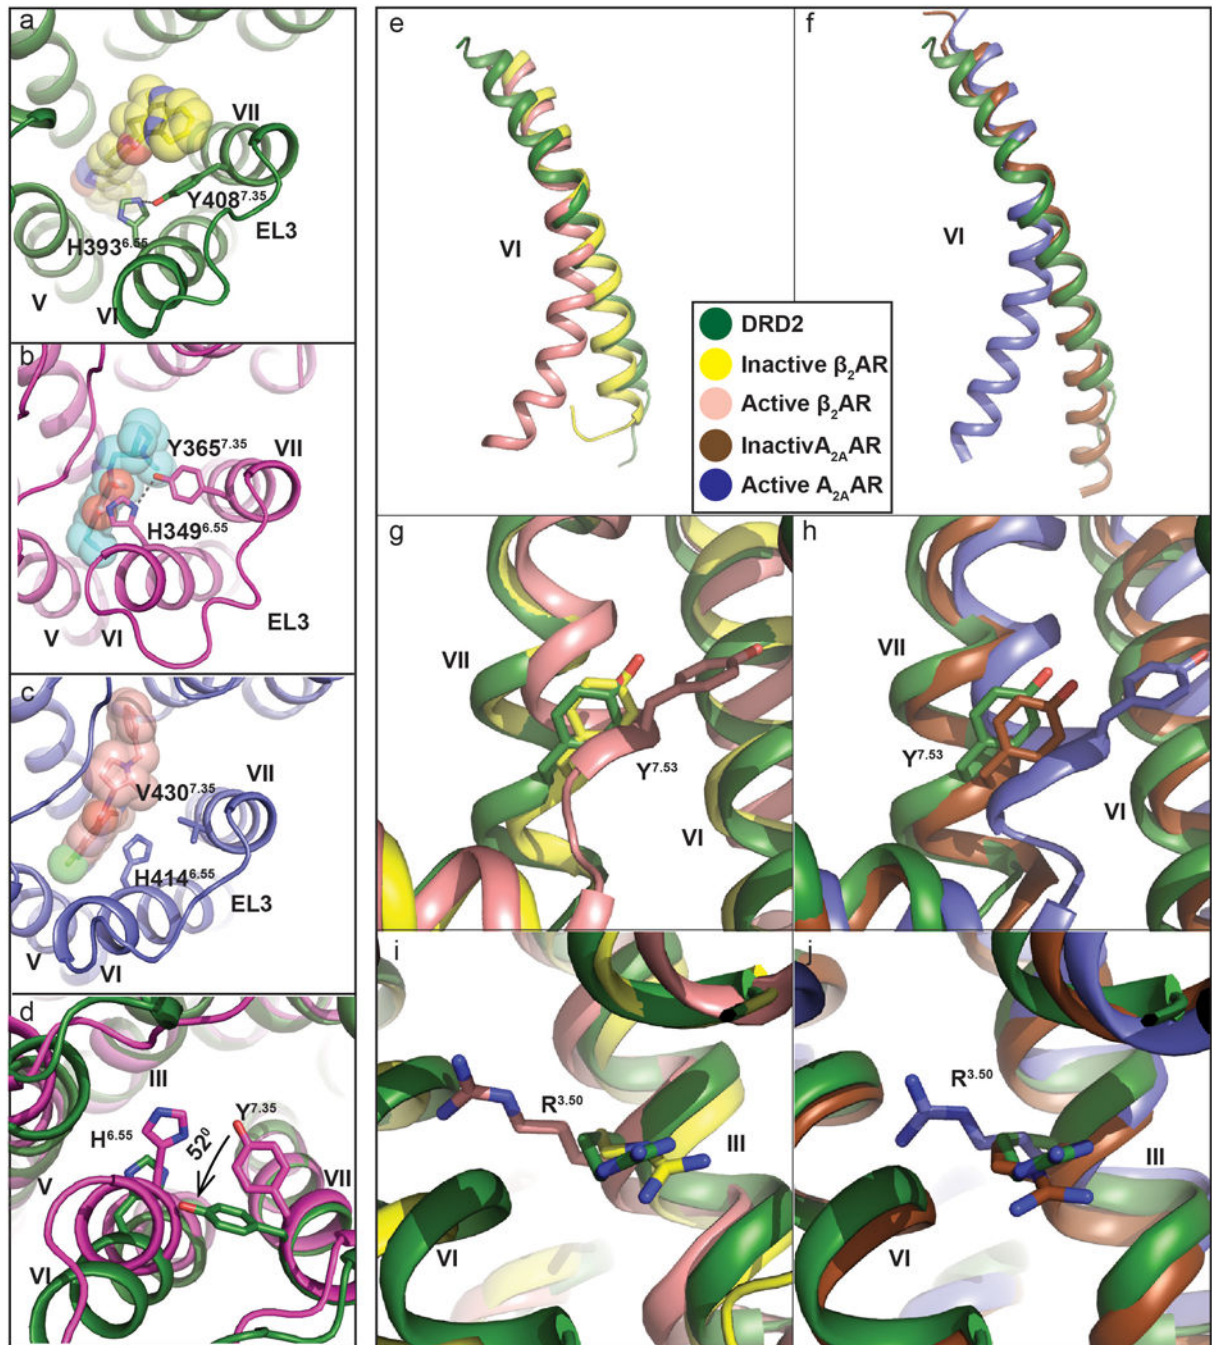 a
VII
Y408^7.35
H393^6.55
EL3
V
VI
b
Y365^7.35
VII
H349^6.55
EL3
V
VI
c
VII
V430^7.35
H414^6.55
EL3
V
VI
d
III
Y^7.35
H^6.55
52^0
V
VII
VI
e
VI
f
VI
DRD2
Inactive β₂AR
Active β₂AR
InactivA₂ₐAR
Active A₂ₐAR
g
VII
Y^7.53
VI
h
VII
Y^7.53
VI
i
R^3.50
III
VI
j
R^3.50
III
VI